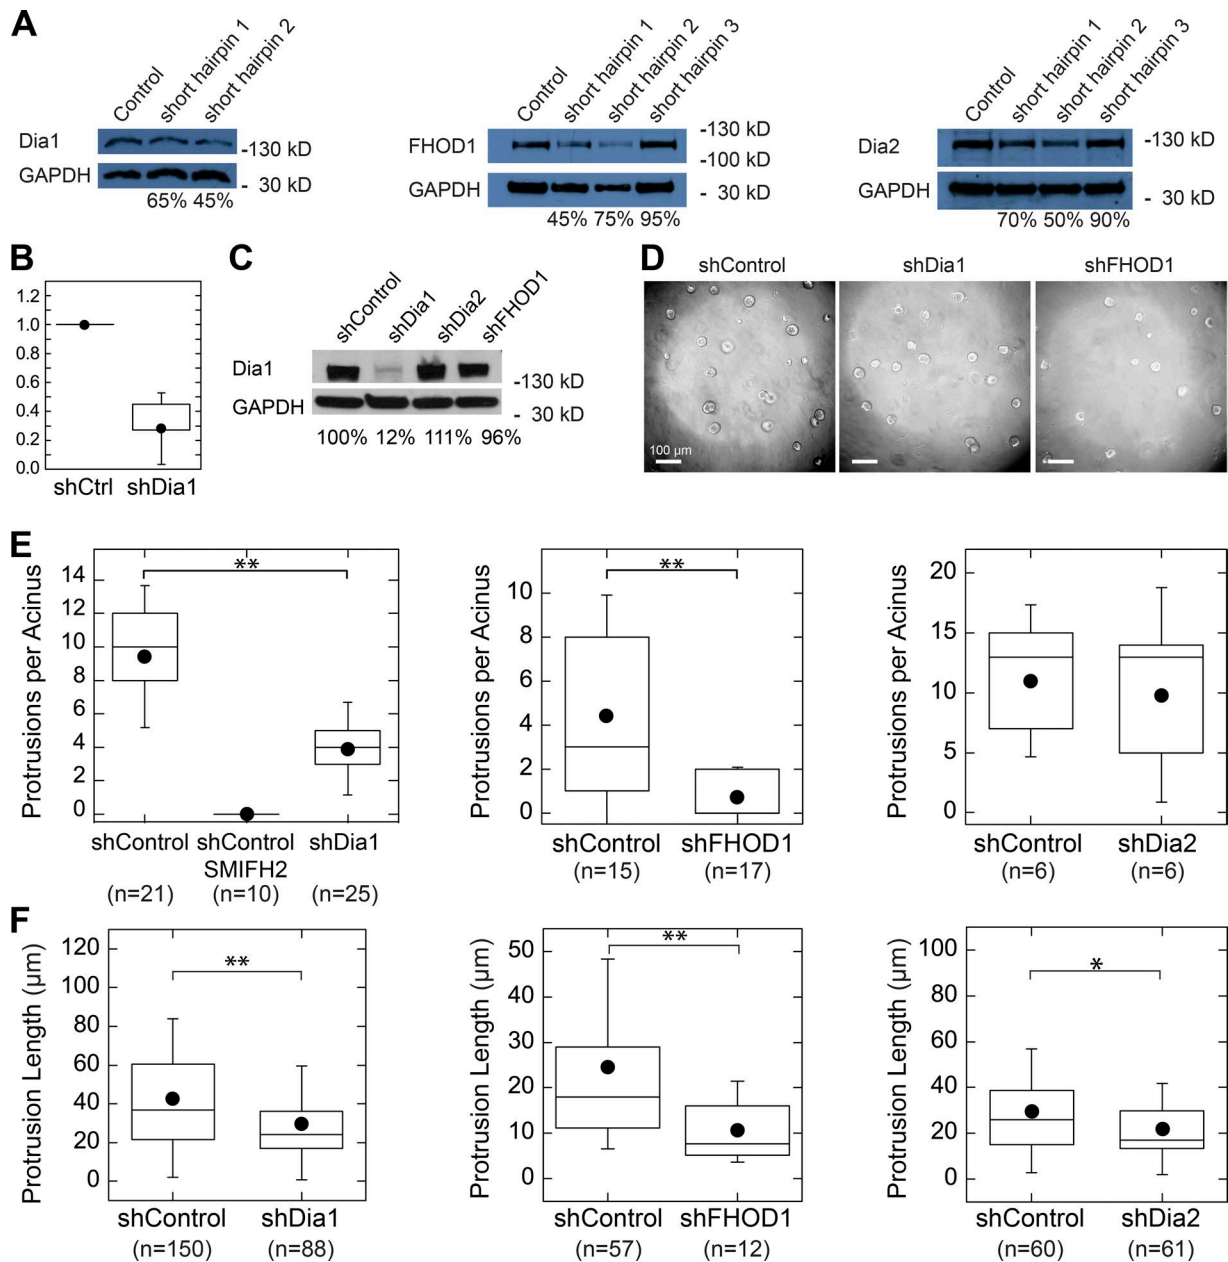 A
Control
short hairpin 1
short hairpin 2
Dia1
-130 kD
GAPDH
- 30 kD
65% 45%
Control
short hairpin 1
short hairpin 2
short hairpin 3
FHOD1
-130 kD
-100 kD
GAPDH
- 30 kD
45% 75% 95%
Control
short hairpin 1
short hairpin 2
short hairpin 3
Dia2
-130 kD
GAPDH
- 30 kD
70% 50% 90%
B
1.2
1.0
0.8
0.6
0.4
0.2
0.0
shCtrl shDia1
C
shControl
shDia1
shDia2
shFHOD1
Dia1
-130 kD
GAPDH
- 30 kD
100% 12% 111% 96%
D
shControl shDia1 shFHOD1
100 µm
E
Protrusions per Acinus
14
12
10
8
6
4
2
0
**
shControl shControl shDia1
SMIFH2
(n=21) (n=10) (n=25)
Protrusions per Acinus
10
8
6
4
2
0
**
shControl shFHOD1
(n=15) (n=17)
Protrusions per Acinus
20
15
10
5
0
shControl shDia2
(n=6) (n=6)
F
Protrusion Length (µm)
120
100
80
60
40
20
0
**
shControl shDia1
(n=150) (n=88)
Protrusion Length (µm)
50
40
30
20
10
0
**
shControl shFHOD1
(n=57) (n=12)
Protrusion Length (µm)
100
80
60
40
20
0
*
shControl shDia2
(n=60) (n=61)